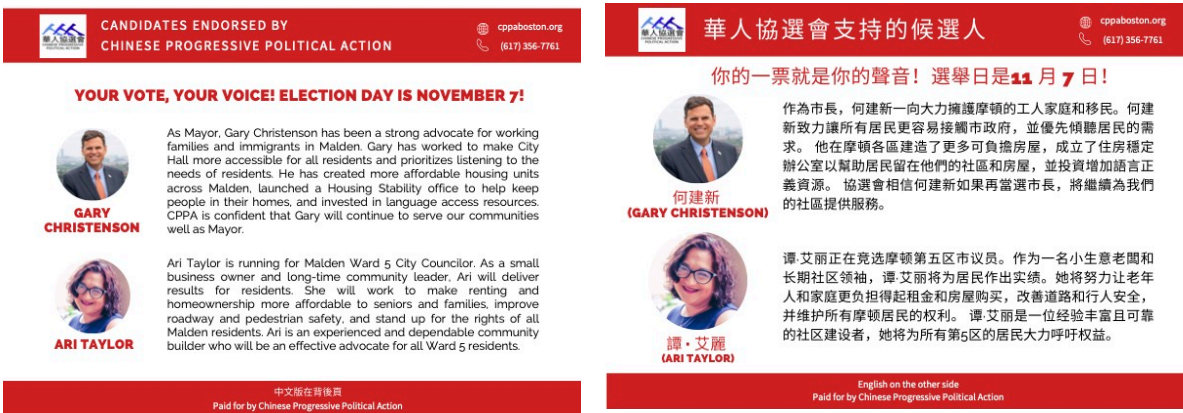 華人協選會
CHINESE PROGRESSIVE
POLITICAL ACTION
CANDIDATES ENDORSED BY
CHINESE PROGRESSIVE POLITICAL ACTION
cppaboston.org
(617) 356-7761
YOUR VOTE, YOUR VOICE! ELECTION DAY IS NOVEMBER 7!
GARY
CHRISTENSON
As Mayor, Gary Christenson has been a strong advocate for working
families and immigrants in Malden. Gary has worked to make City
Hall more accessible for all residents and prioritizes listening to the
needs of residents. He has created more affordable housing units
across Malden, launched a Housing Stability office to help keep
people in their homes, and invested in language access resources.
CPPA is confident that Gary will continue to serve our communities
well as Mayor.
ARI TAYLOR
Ari Taylor is running for Malden Ward 5 City Councilor. As a small
business owner and long-time community leader, Ari will deliver
results for residents. She will work to make renting and
homeownership more affordable to seniors and families, improve
roadway and pedestrian safety, and stand up for the rights of all
Malden residents. Ari is an experienced and dependable community
builder who will be an effective advocate for all Ward 5 residents.
中文版在背後頁
Paid for by Chinese Progressive Political Action
華人協選會
CHINESE PROGRESSIVE
POLITICAL ACTION
華人協選會支持的候選人
cppaboston.org
(617) 356-7761
你的一票就是你的聲音！選舉日是11 月 7 日！
何建新
(GARY CHRISTENSON)
作為市長，何建新一向大力擁護摩頓的工人家庭和移民。何建
新致力讓所有居民更容易接觸市政府，並優先傾聽居民的需
求。 他在摩頓各區建造了更多可負擔房屋，成立了住房穩定
辦公室以幫助居民留在他們的社區和房屋，並投資增加語言正
義資源。 協選會相信何建新如果再當選市長，將繼續為我們
的社區提供服務。
譚·艾麗
(ARI TAYLOR)
谭·艾丽正在竞选摩顿第五区市议员。作为一名小生意老闆和
长期社区领袖，谭·艾丽将为居民作出实绩。她将努力让老年
人和家庭更负担得起租金和房屋购买，改善道路和行人安全，
并维护所有摩顿居民的权利。 谭·艾丽是一位经验丰富且可靠
的社区建设者，她将为所有第5区的居民大力呼吁权益。
English on the other side
Paid for by Chinese Progressive Political Action